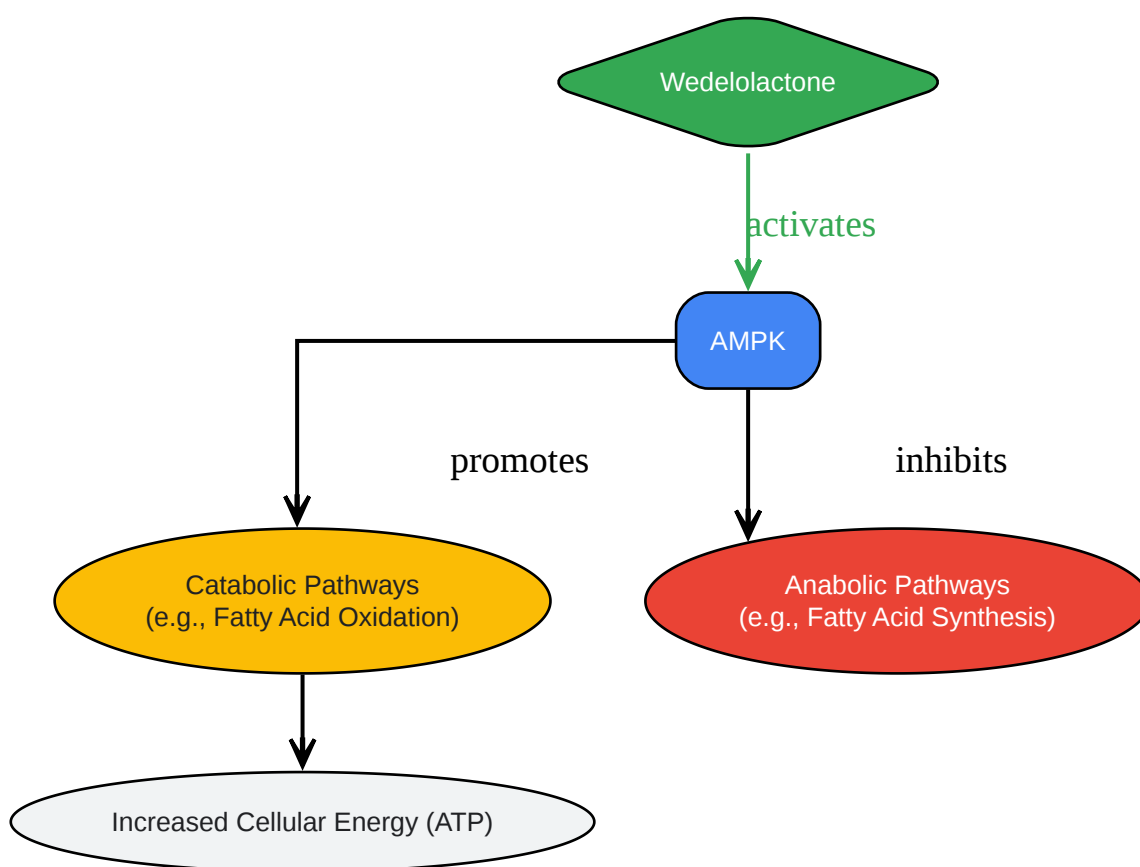 Wedelolactone
activates
AMPK
promotes
inhibits
Catabolic Pathways
(e.g., Fatty Acid Oxidation)
Anabolic Pathways
(e.g., Fatty Acid Synthesis)
Increased Cellular Energy (ATP)